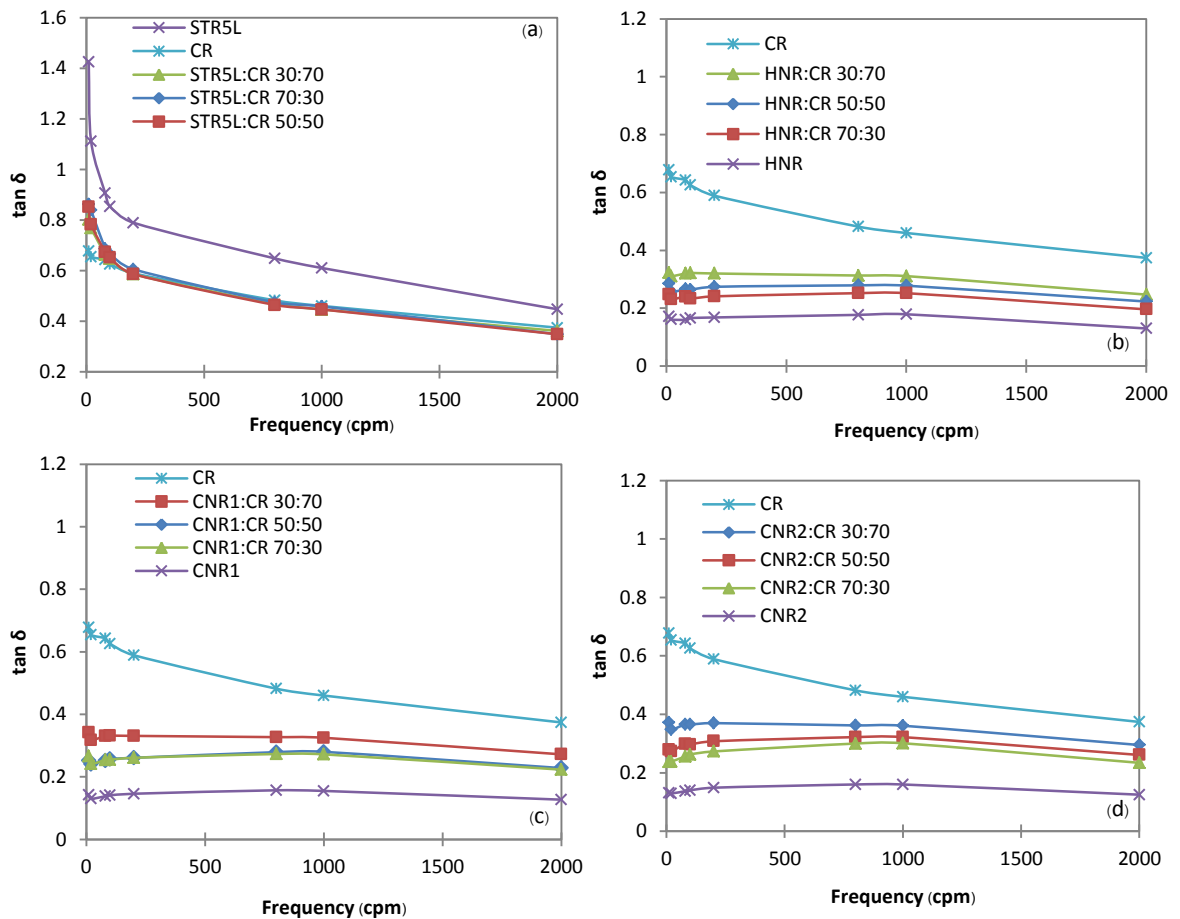 1.6
1.4
1.2
1
0.8
0.6
0.4
0.2
0
500
1000
1500
2000
tan δ
Frequency (cpm)
STR5L
CR
STR5L:CR 30:70
STR5L:CR 70:30
STR5L:CR 50:50
(a)
1.2
1
0.8
0.6
0.4
0.2
0
0
500
1000
1500
2000
tan δ
Frequency (cpm)
CR
HNR:CR 30:70
HNR:CR 50:50
HNR:CR 70:30
HNR
(b)
1.2
1
0.8
0.6
0.4
0.2
0
0
500
1000
1500
2000
tan δ
Frequency (cpm)
CR
CNR1:CR 30:70
CNR1:CR 50:50
CNR1:CR 70:30
CNR1
(c)
1.2
1
0.8
0.6
0.4
0.2
0
0
500
1000
1500
2000
tan δ
Frequency (cpm)
CR
CNR2:CR 30:70
CNR2:CR 50:50
CNR2:CR 70:30
CNR2
(d)